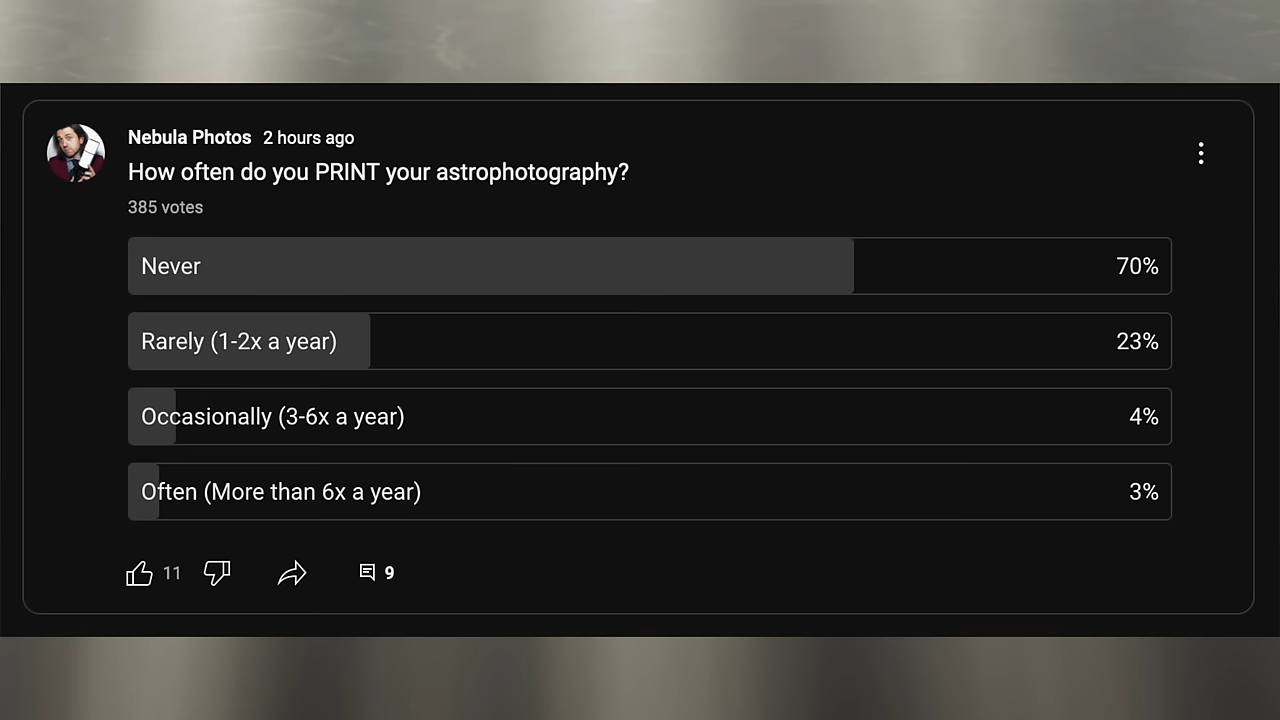 Nebula Photos 2 hours ago
How often do you PRINT your astrophotography?
385 votes
Never 70%
Rarely (1-2x a year) 23%
Occasionally (3-6x a year) 4%
Often (More than 6x a year) 3%
11 9